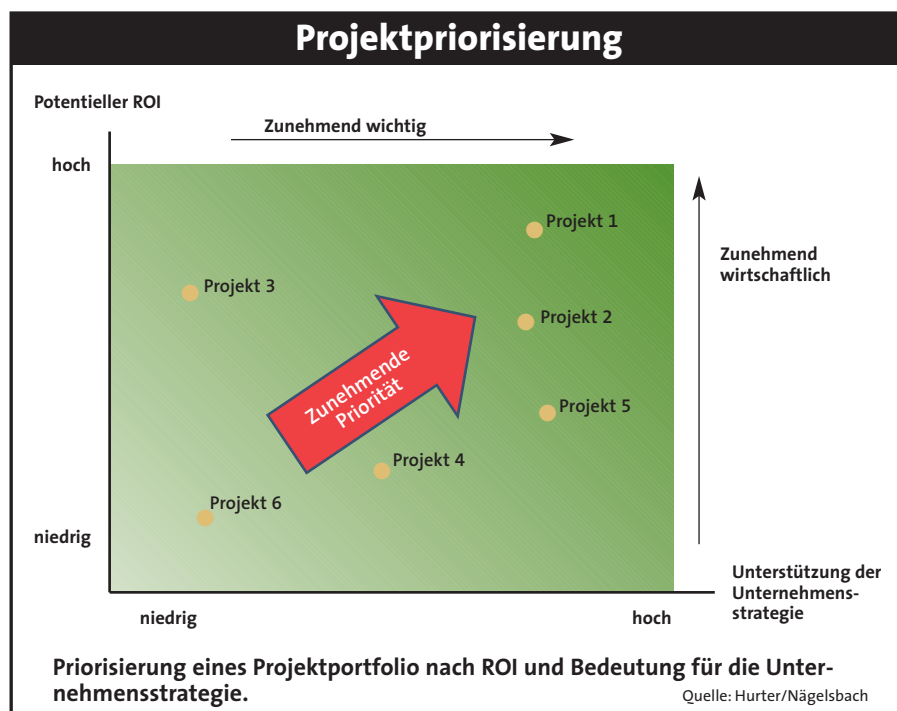 Projektpriorisierung
Potentieller ROI
Zunehmend wichtig
hoch
Projekt 1
Zunehmend
wirtschaftlich
Projekt 3
Projekt 2
Zunehmende
Priorität
Projekt 5
Projekt 4
Projekt 6
niedrig
Unterstützung der
Unternehmens-
strategie
niedrig
hoch
Priorisierung eines Projektportfolio nach ROI und Bedeutung für die Unter-
nehmensstrategie.
Quelle: Hurter/Nägelsbach